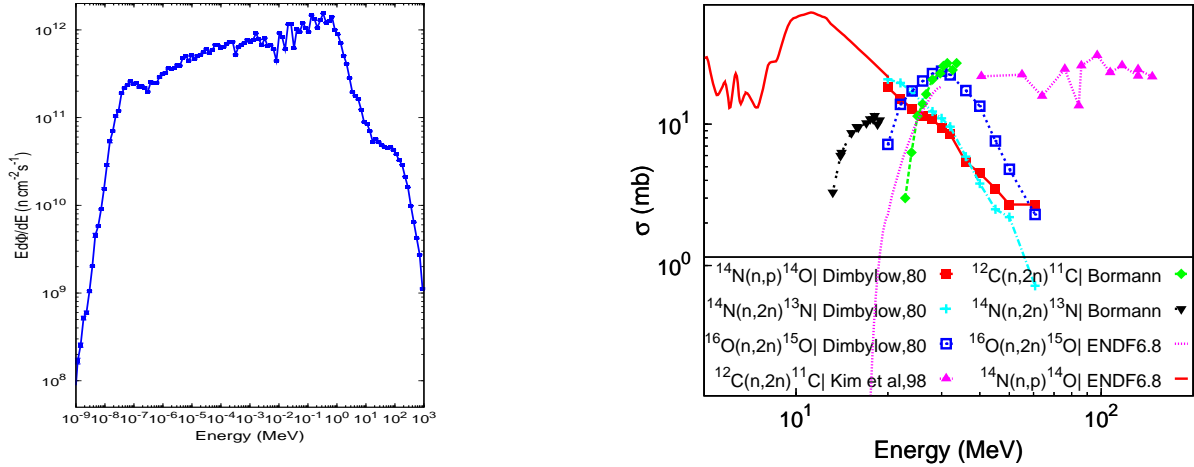 10^12
10^11
10^10
10^9
10^8
EdΦ/dE (n cm^-2 s^-1)
10^-9 10^-8 10^-7 10^-6 10^-5 10^-4 10^-3 10^-2 10^-1 10^0 10^1 10^2 10^3
Energy (MeV)
10^1
10^0
σ (mb)
^14N(n,p)^14O| Dimbylow,80
^14N(n,2n)^13N| Dimbylow,80
^16O(n,2n)^15O| Dimbylow,80
^12C(n,2n)^11C| Kim et al,98
^12C(n,2n)^11C| Bormann
^14N(n,2n)^13N| Bormann
^16O(n,2n)^15O| ENDF6.8
^14N(n,p)^14O| ENDF6.8
10^1 10^2
Energy (MeV)